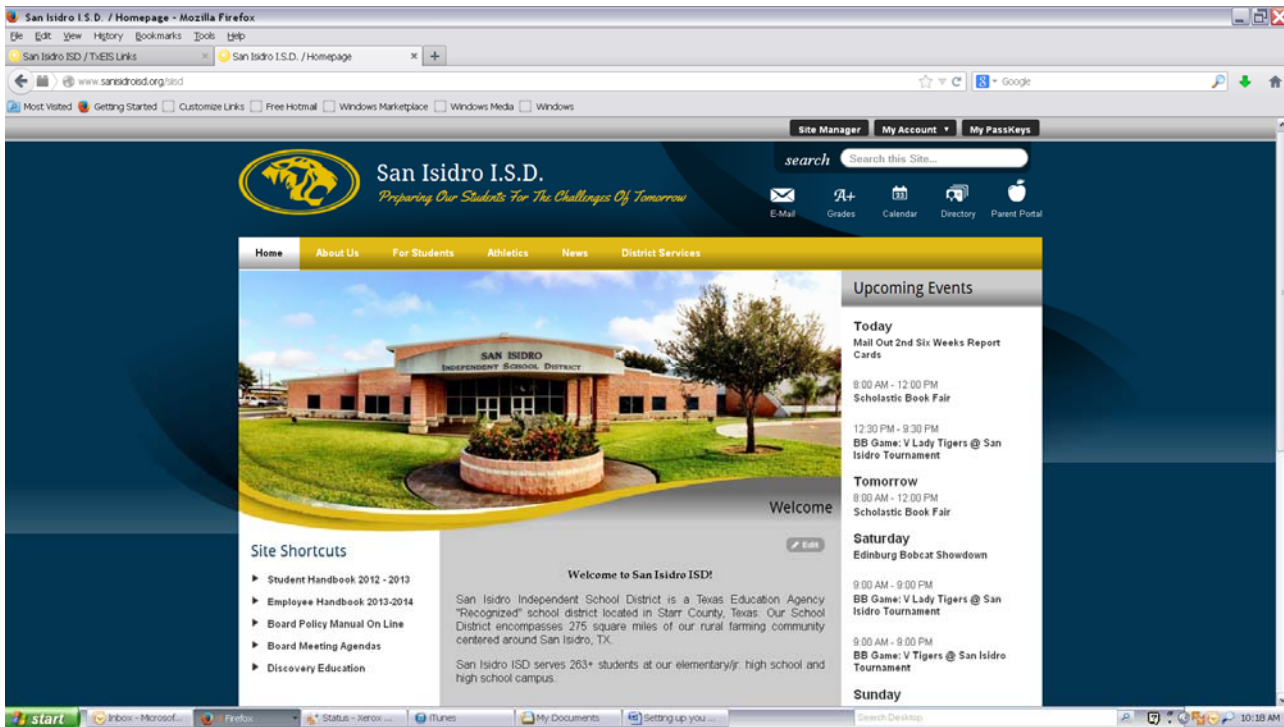 San Isidro I.S.D. / Homepage - Mozilla Firefox
File Edit View History Bookmarks Tools Help
San Isidro ISD / TxEIS Links
San Isidro I.S.D. / Homepage
www.sanisidroisd.org/sisd
Google
Most Visited Getting Started Customize Links Free Hotmail Windows Marketplace Windows Media Windows
Site Manager My Account My PassKeys
San Isidro I.S.D.
Preparing Our Students For The Challenges Of Tomorrow
search Search this Site...
E-Mail A+ Grades 23 Calendar Directory Parent Portal
Home About Us For Students Athletics News District Services
SAN ISIDRO
INDEPENDENT SCHOOL DISTRICT
Welcome
Site Shortcuts
Student Handbook 2012 - 2013
Employee Handbook 2013-2014
Board Policy Manual On Line
Board Meeting Agendas
Discovery Education
Edit
Welcome to San Isidro ISD!
San Isidro Independent School District is a Texas Education Agency
"Recognized" school district located in Starr County, Texas. Our School
District encompasses 275 square miles of our rural farming community
centered around San Isidro, TX.
San Isidro ISD serves 263+ students at our elementary/jr. high school and
high school campus.
Upcoming Events
Today
Mail Out 2nd Six Weeks Report
Cards
8:00 AM - 12:00 PM
Scholastic Book Fair
12:30 PM - 9:30 PM
BB Game: V Lady Tigers @ San
Isidro Tournament
Tomorrow
8:00 AM - 12:00 PM
Scholastic Book Fair
Saturday
Edinburg Bobcat Showdown
9:00 AM - 9:00 PM
BB Game: V Lady Tigers @ San
Isidro Tournament
9:00 AM - 9:00 PM
BB Game: V Tigers @ San Isidro
Tournament
Sunday
start Inbox - Microsof... Firefox Status - Xerox ... iTunes My Documents Setting up you ... Search Desktop 10:18 AM